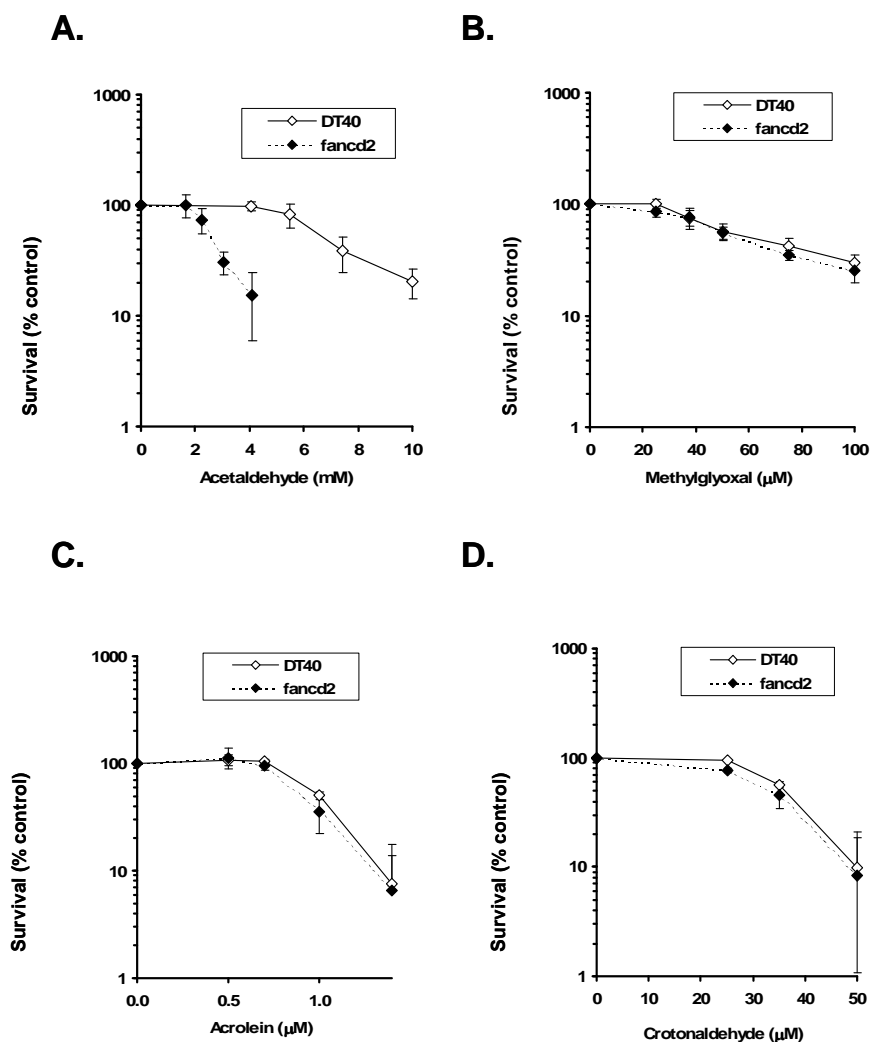 A.
1000
100
10
1
DT40
fancd2
0 2 4 6 8 10
Acetaldehyde (mM)
Survival (% control)
B.
1000
100
10
1
DT40
fancd2
0 20 40 60 80 100
Methylglyoxal (µM)
Survival (% control)
C.
1000
100
10
1
DT40
fancd2
0.0 0.5 1.0
Acrolein (µM)
Survival (% control)
D.
1000
100
10
1
DT40
fancd2
0 10 20 30 40 50
Crotonaldehyde (µM)
Survival (% control)